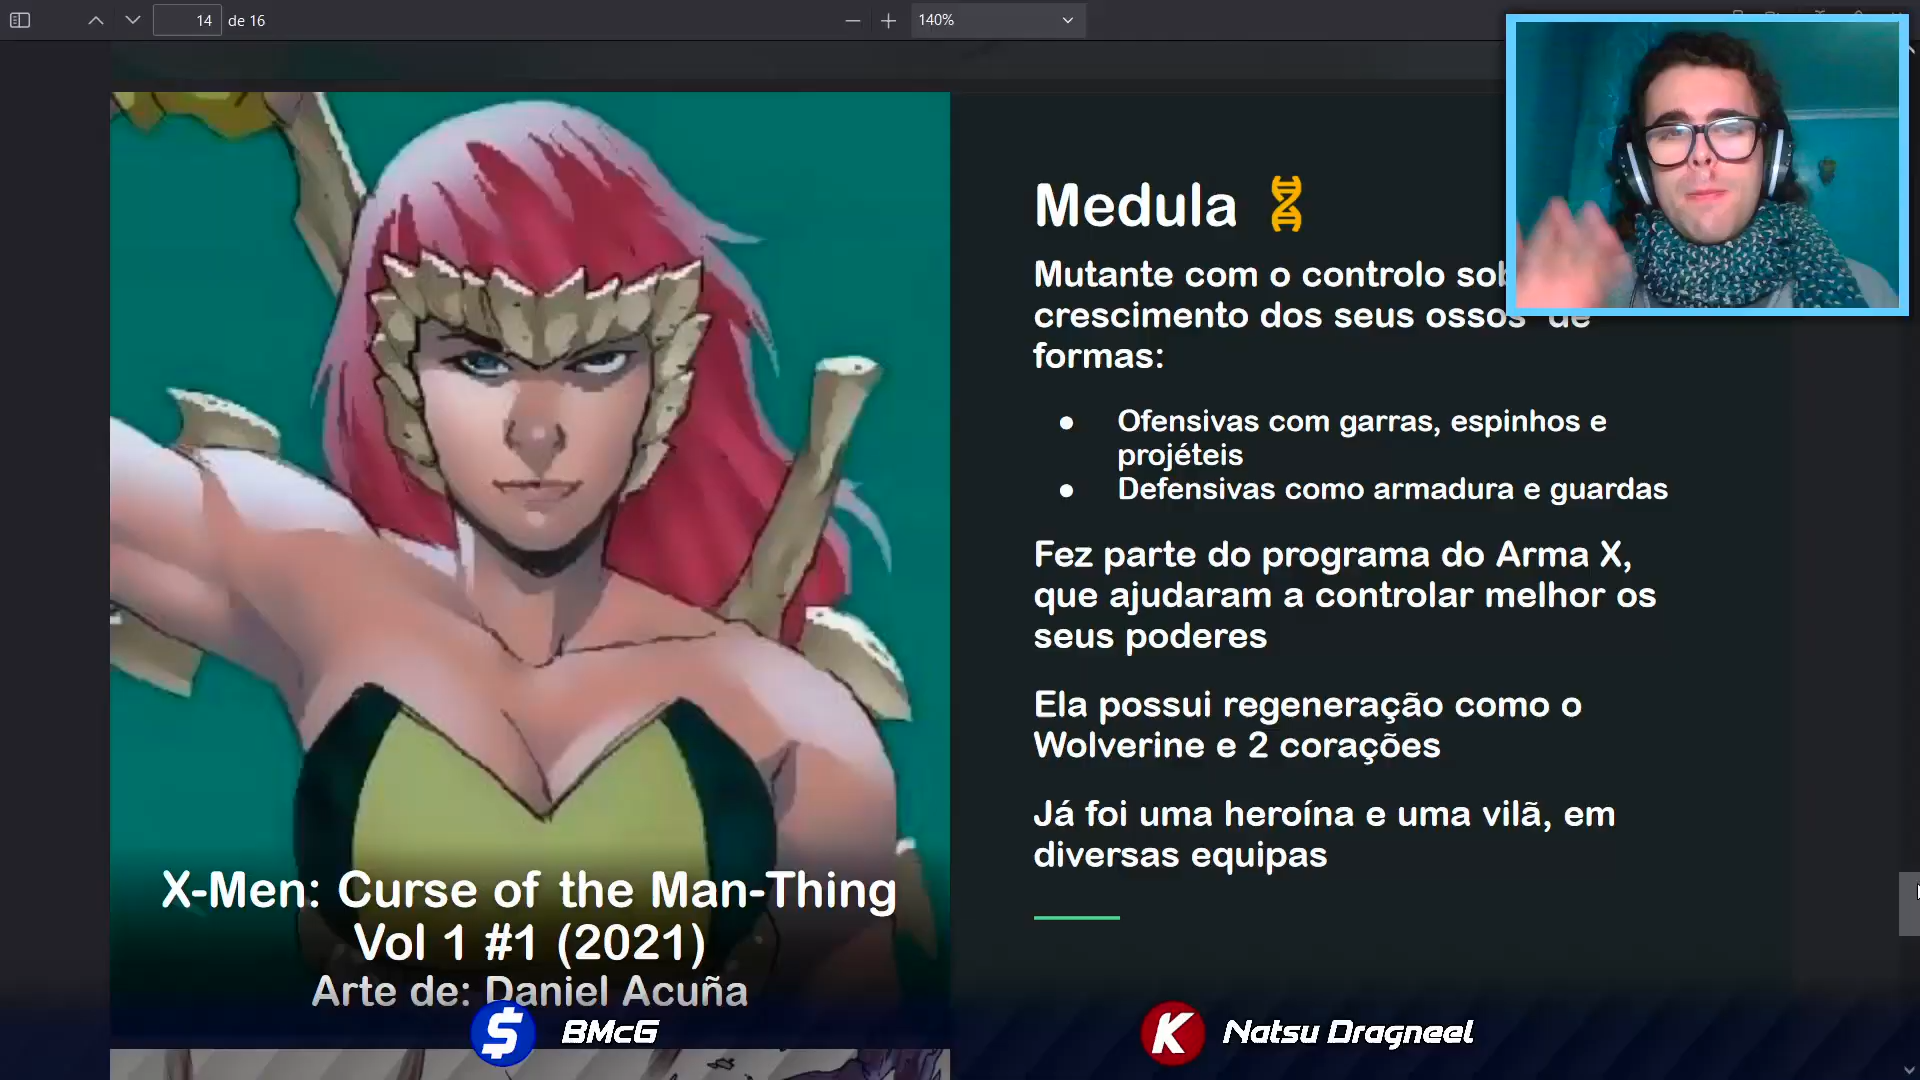 14 de 16
140%
Medula
Mutante com o controlo sob
crescimento dos seus ossos de
formas:
● Ofensivas com garras, espinhos e
projéteis
● Defensivas como armadura e guardas
Fez parte do programa do Arma X,
que ajudaram a controlar melhor os
seus poderes
Ela possui regeneração como o
Wolverine e 2 corações
Já foi uma heroína e uma vilã, em
diversas equipas
X-Men: Curse of the Man-Thing
Vol 1 #1 (2021)
Arte de: Daniel Acuña
$ BMcG
K Natsu Dragneel